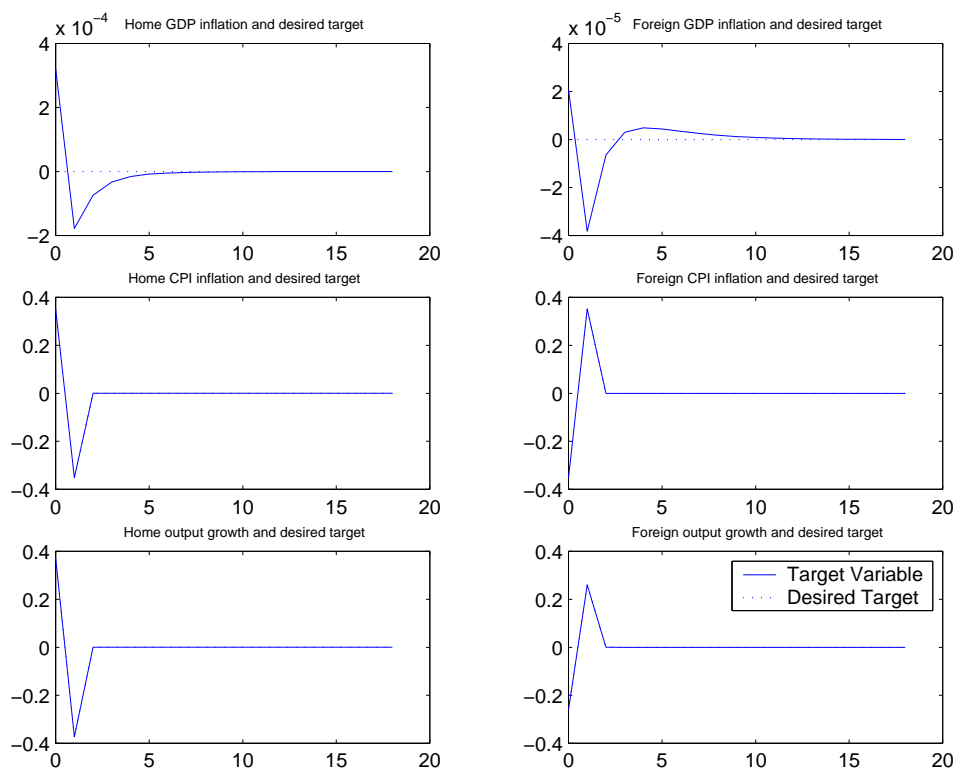 Home GDP inflation and desired target
x 10−4
4
2
0
−2
0 5 10 15 20
Foreign GDP inflation and desired target
x 10−5
4
2
0
−2
−4
0 5 10 15 20
Home CPI inflation and desired target
0.4
0.2
0
−0.2
−0.4
0 5 10 15 20
Foreign CPI inflation and desired target
0.4
0.2
0
−0.2
−0.4
0 5 10 15 20
Home output growth and desired target
0.4
0.2
0
−0.2
−0.4
0 5 10 15 20
Foreign output growth and desired target
0.4
0.2
0
−0.2
−0.4
0 5 10 15 20
Target Variable
Desired Target